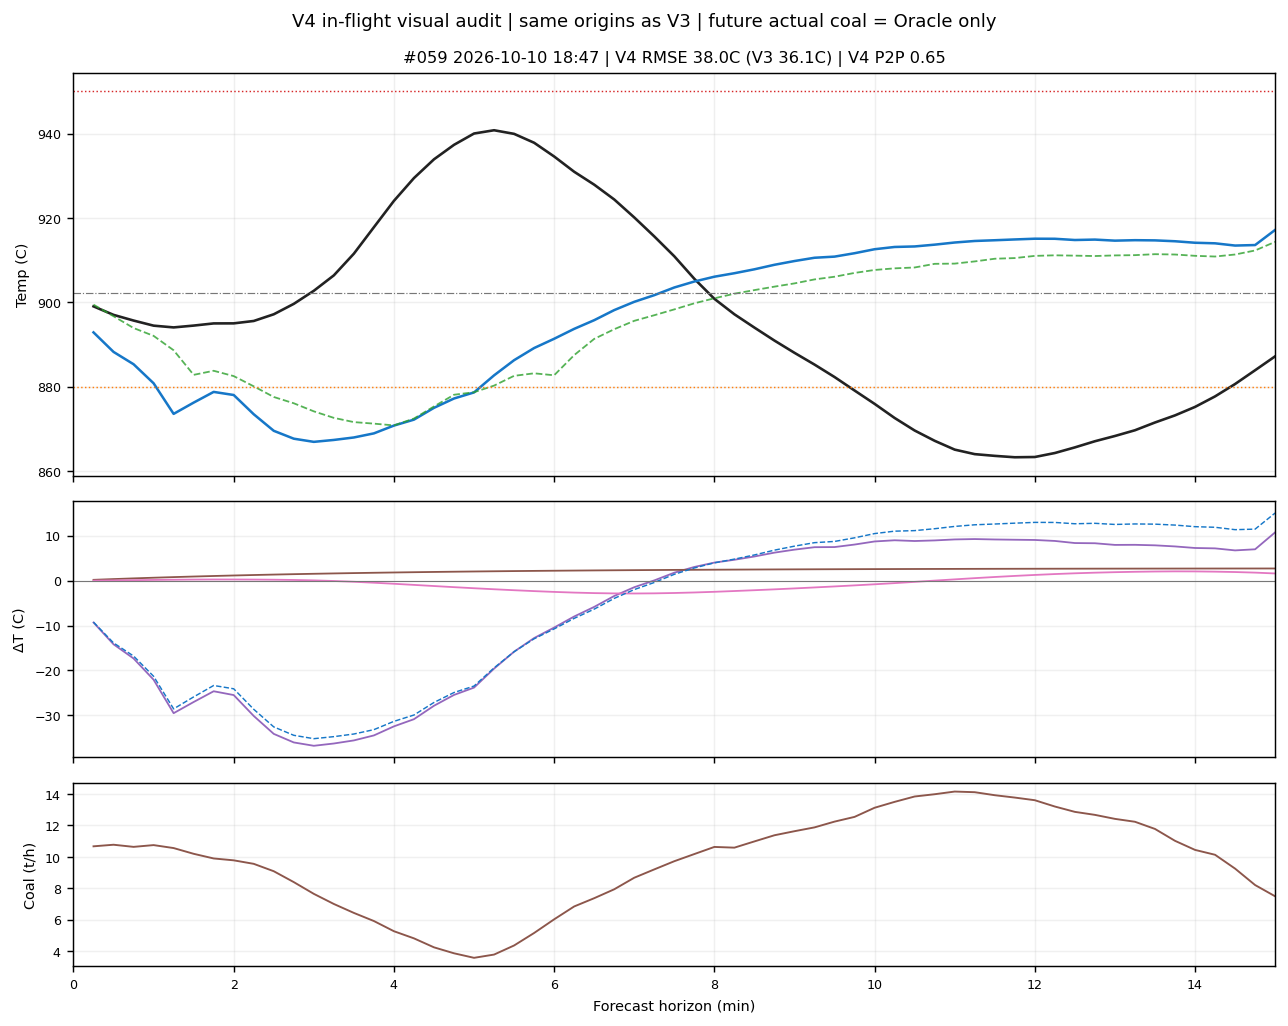 V4 in-flight visual audit | same origins as V3 | future actual coal = Oracle only
#059 2026-10-10 18:47 | V4 RMSE 38.0C (V3 36.1C) | V4 P2P 0.65
Temp (C)
940
920
900
880
860
ΔT (C)
10
0
−10
−20
−30
Coal (t/h)
14
12
10
8
6
4
0 2 4 6 8 10 12 14
Forecast horizon (min)